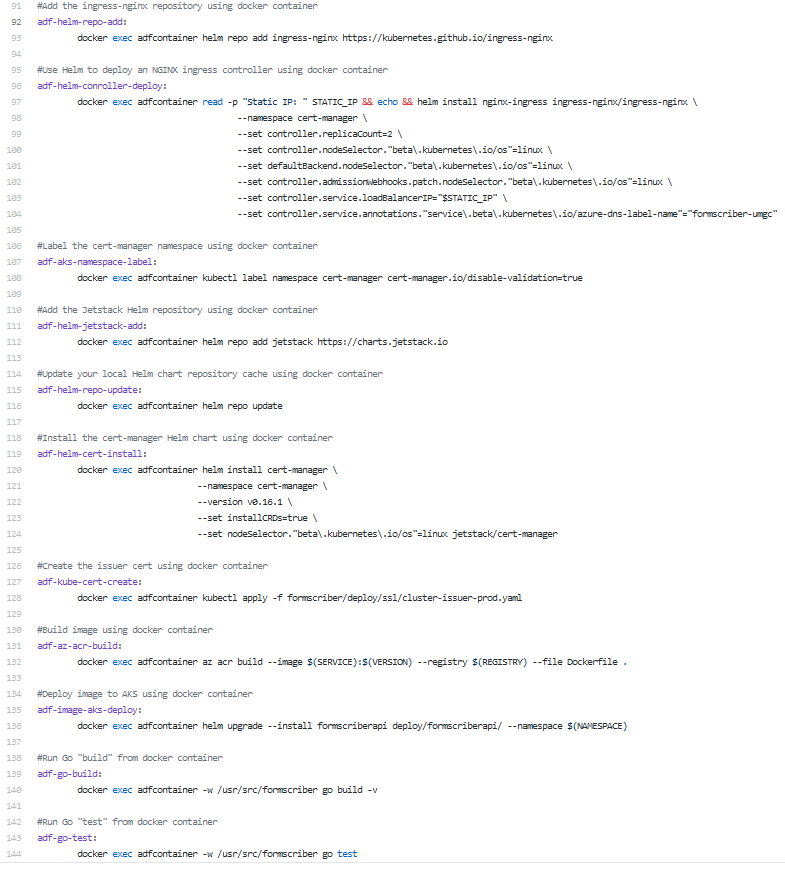 91 #Add the ingress-nginx repository using docker container
92 adf-helm-repo-add:
93 docker exec adfcontainer helm repo add ingress-nginx https://kubernetes.github.io/ingress-nginx
94
95 #Use Helm to deploy an NGINX ingress controller using docker container
96 adf-helm-conroller-deploy:
97 docker exec adfcontainer read -p "Static IP: " STATIC_IP && echo && helm install nginx-ingress ingress-nginx/ingress-nginx \
98 --namespace cert-manager \
99 --set controller.replicaCount=2 \
100 --set controller.nodeSelector."beta\.kubernetes\.io/os"=linux \
101 --set defaultBackend.nodeSelector."beta\.kubernetes\.io/os"=linux \
102 --set controller.admissionWebhooks.patch.nodeSelector."beta\.kubernetes\.io/os"=linux \
103 --set controller.service.loadBalancerIP="$STATIC_IP" \
104 --set controller.service.annotations."service\.beta\.kubernetes\.io/azure-dns-label-name"="formscriber-umgc"
105
106 #Label the cert-manager namespace using docker container
107 adf-aks-namespace-label:
108 docker exec adfcontainer kubectl label namespace cert-manager cert-manager.io/disable-validation=true
109
110 #Add the Jetstack Helm repository using docker container
111 adf-helm-jetstack-add:
112 docker exec adfcontainer helm repo add jetstack https://charts.jetstack.io
113
114 #Update your local Helm chart repository cache using docker container
115 adf-helm-repo-update:
116 docker exec adfcontainer helm repo update
117
118 #Install the cert-manager Helm chart using docker container
119 adf-helm-cert-install:
120 docker exec adfcontainer helm install cert-manager \
121 --namespace cert-manager \
122 --version v0.16.1 \
123 --set installCRDs=true \
124 --set nodeSelector."beta\.kubernetes\.io/os"=linux jetstack/cert-manager
125
126 #Create the issuer cert using docker container
127 adf-kube-cert-create:
128 docker exec adfcontainer kubectl apply -f formscriber/deploy/ssl/cluster-issuer-prod.yaml
129
130 #Build image using docker container
131 adf-az-acr-build:
132 docker exec adfcontainer az acr build --image $(SERVICE):$(VERSION) --registry $(REGISTRY) --file Dockerfile .
133
134 #Deploy image to AKS using docker container
135 adf-image-aks-deploy:
136 docker exec adfcontainer helm upgrade --install formscriberapi deploy/formscriberapi/ --namespace $(NAMESPACE)
137
138 #Run Go "build" from docker container
139 adf-go-build:
140 docker exec adfcontainer -w /usr/src/formscriber go build -v
141
142 #Run Go "test" from docker container
143 adf-go-test:
144 docker exec adfcontainer -w /usr/src/formscriber go test